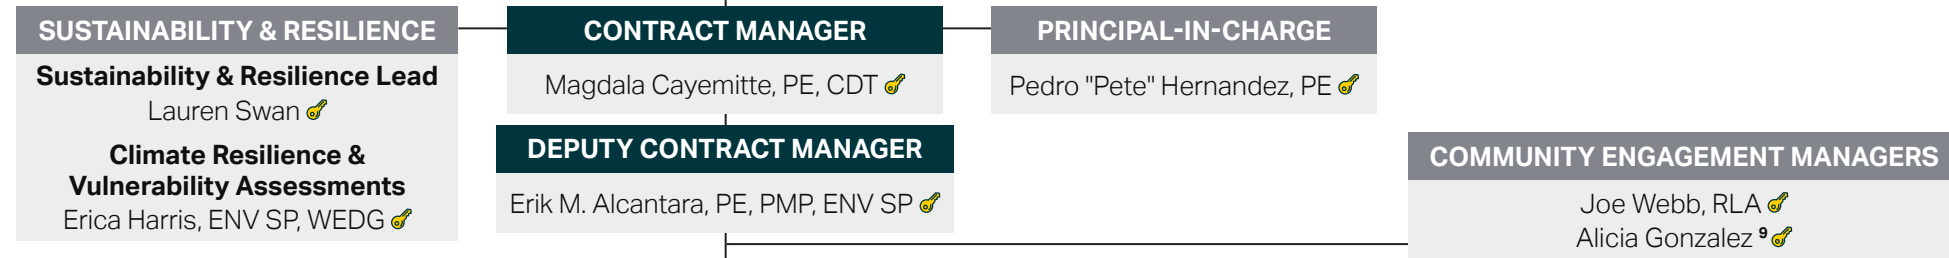 SUSTAINABILITY & RESILIENCE
Sustainability & Resilience Lead
Lauren Swan
Climate Resilience &
Vulnerability Assessments
Erica Harris, ENV SP, WEDG
CONTRACT MANAGER
Magdala Cayemitte, PE, CDT
PRINCIPAL-IN-CHARGE
Pedro "Pete" Hernandez, PE
DEPUTY CONTRACT MANAGER
Erik M. Alcantara, PE, PMP, ENV SP
COMMUNITY ENGAGEMENT MANAGERS
Joe Webb, RLA
Alicia Gonzalez 9